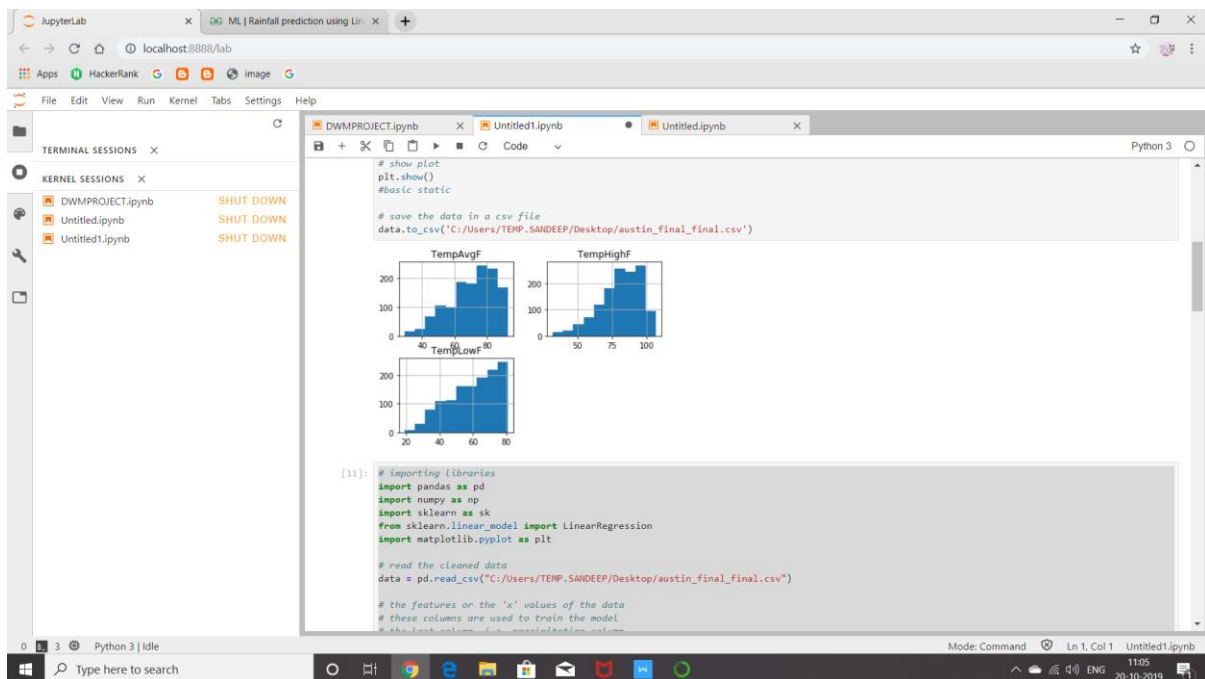 JupyterLab
ML | Rainfall prediction using Lin
localhost:8888/lab
Apps HackerRank image
File Edit View Run Kernel Tabs Settings Help
TERMINAL SESSIONS
KERNEL SESSIONS
DWMPROJECT.ipynb SHUT DOWN
Untitled.ipynb SHUT DOWN
Untitled1.ipynb SHUT DOWN
DWMPROJECT.ipynb Untitled1.ipynb Untitled.ipynb
Code Python 3
# show plot
plt.show()
#basic static
# save the data in a csv file
data.to_csv('C:/Users/TEMP.SANDEEP/Desktop/austin_final_final.csv')
TempAvgF TempHighF
200
100
0
40 60 80
200
100
0
50 75 100
TempLowF
200
100
0
20 40 60 80
[11]: # importing libraries
import pandas as pd
import numpy as np
import sklearn as sk
from sklearn.linear_model import LinearRegression
import matplotlib.pyplot as plt
# read the cleaned data
data = pd.read_csv("C:/Users/TEMP.SANDEEP/Desktop/austin_final_final.csv")
# the features or the 'x' values of the data
# these columns are used to train the model
# the last column, i.e, precipitation column
0 3 Python 3 | Idle Mode: Command Ln 1, Col 1 Untitled1.ipynb
Type here to search
ENG
11:05
20-10-2019